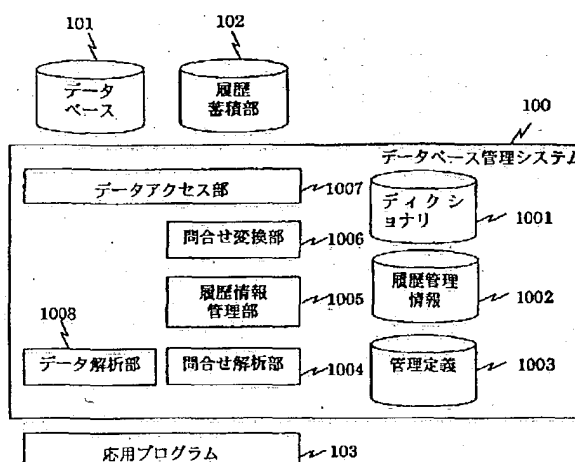 101
102
データ
ベース
履歴
蓄積部
100
データベース管理システム
データアクセス部
1007
ディクシ
ョナリ
1001
問合せ変換部
1006
履歴情報
管理部
1005
履歴管理
情報
1002
1008
データ解析部
問合せ解析部
1004
管理定義
1003
応用プログラム
103